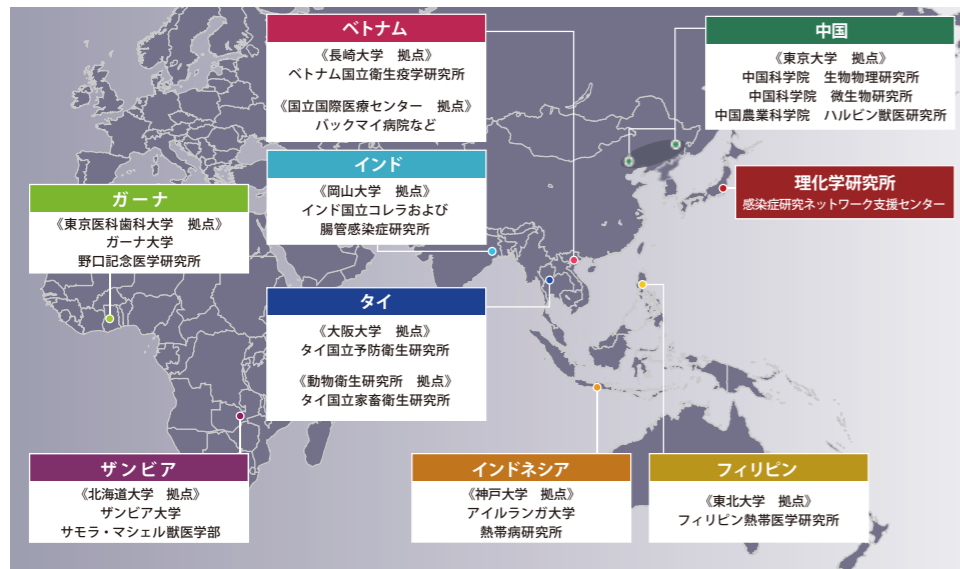 ベトナム
《長崎大学　拠点》
ベトナム国立衛生疫学研究所
《国立国際医療センター　拠点》
バックマイ病院など
中国
《東京大学　拠点》
中国科学院　生物物理研究所
中国科学院　微生物研究所
中国農業科学院　ハルビン獣医研究所
インド
《岡山大学　拠点》
インド国立コレラおよび
腸管感染症研究所
理化学研究所
感染症研究ネットワーク支援センター
ガーナ
《東京医科歯科大学　拠点》
ガーナ大学
野口記念医学研究所
タイ
《大阪大学　拠点》
タイ国立予防衛生研究所
《動物衛生研究所　拠点》
タイ国立家畜衛生研究所
ザンビア
《北海道大学　拠点》
ザンビア大学
サモラ・マシェル獣医学部
インドネシア
《神戸大学　拠点》
アイルランガ大学
熱帯病研究所
フィリピン
《東北大学　拠点》
フィリピン熱帯医学研究所